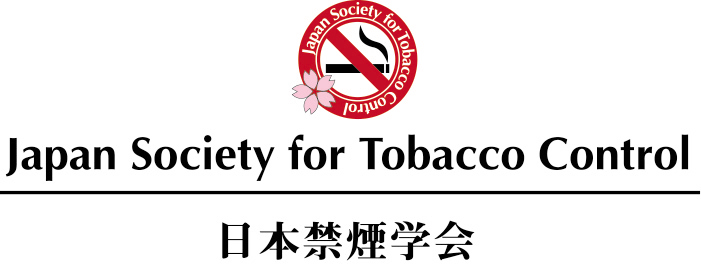 Japan Society for Tobacco Control
Japan Society for Tobacco Control
日本禁煙学会